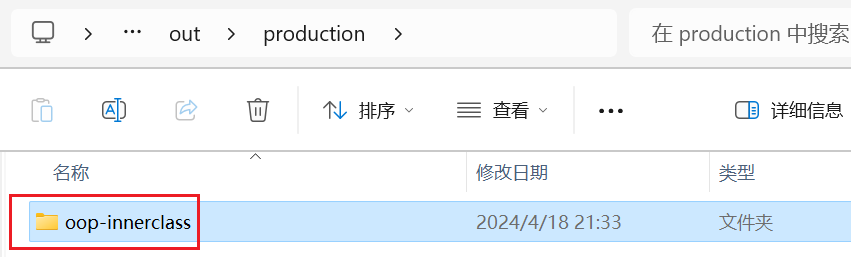 … out production 在 production 中搜索
排序 查看 … 详细信息
名称 修改日期 类型
oop-innerclass 2024/4/18 21:33 文件夹